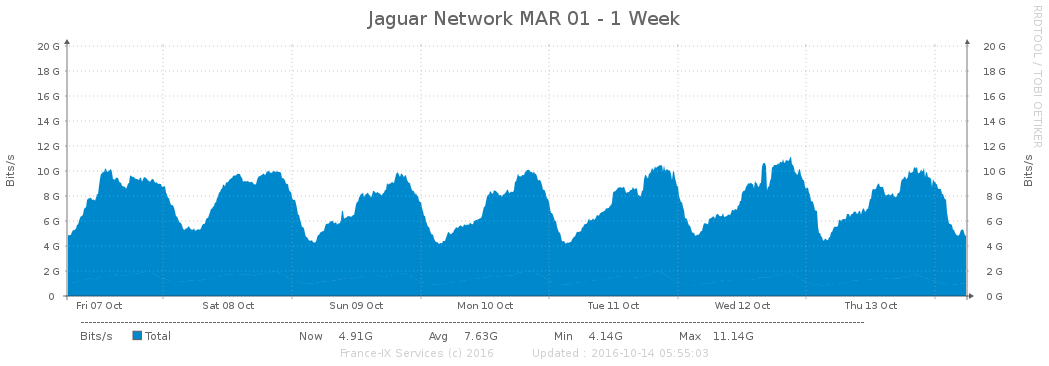 Jaguar Network MAR 01 - 1 Week
RRDTOOL / TOBI OETIKER
Bits/s
Bits/s
20 G 20 G
18 G 18 G
16 G 16 G
14 G 14 G
12 G 12 G
10 G 10 G
8 G 8 G
6 G 6 G
4 G 4 G
2 G 2 G
0 0 G
Fri 07 Oct Sat 08 Oct Sun 09 Oct Mon 10 Oct Tue 11 Oct Wed 12 Oct Thu 13 Oct
Bits/s Total Now 4.91G Avg 7.63G Min 4.14G Max 11.14G
France-IX Services (c) 2016 Updated : 2016-10-14 05:55:03